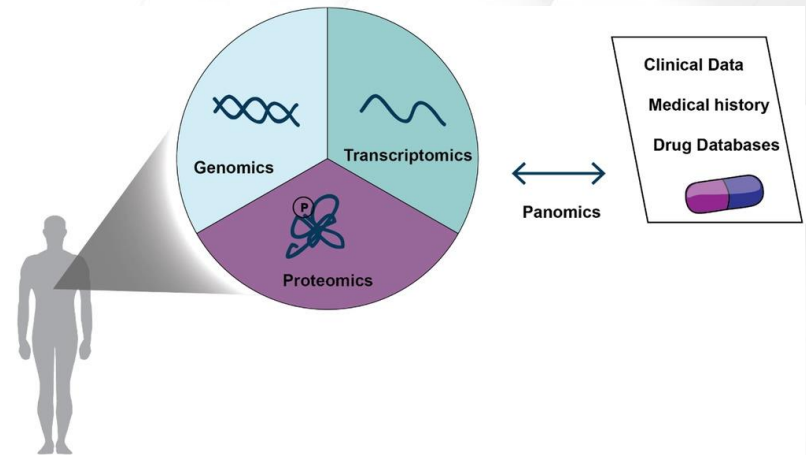 Genomics
Transcriptomics
P
Proteomics
Panomics
Clinical Data
Medical history
Drug Databases